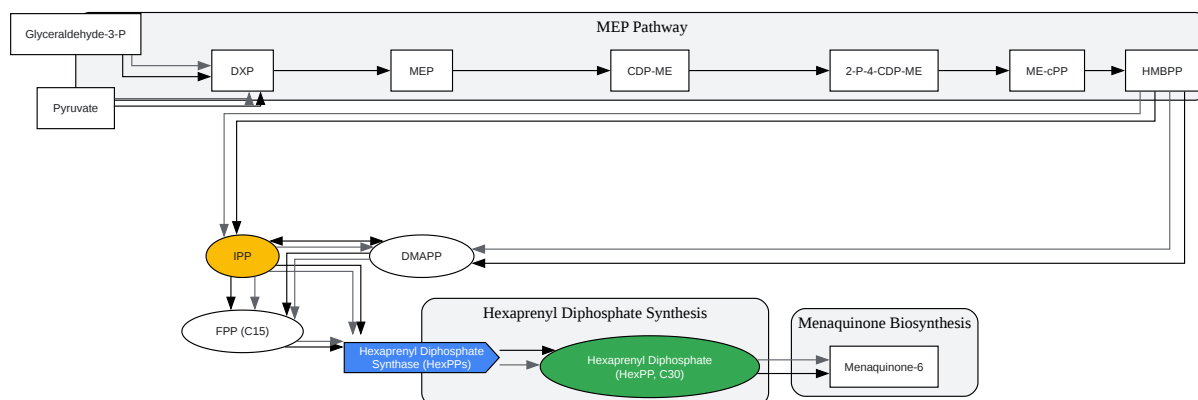 MEP Pathway
Glyceraldehyde-3-P
DXP
MEP
CDP-ME
2-P-4-CDP-ME
ME-cPP
HMBPP
Pyruvate
IPP
DMAPP
FPP (C15)
Hexaprenyl Diphosphate Synthesis
Hexaprenyl Diphosphate
Synthase (HexPPs)
Hexaprenyl Diphosphate
(HexPP, C30)
Menaquinone Biosynthesis
Menaquinone-6